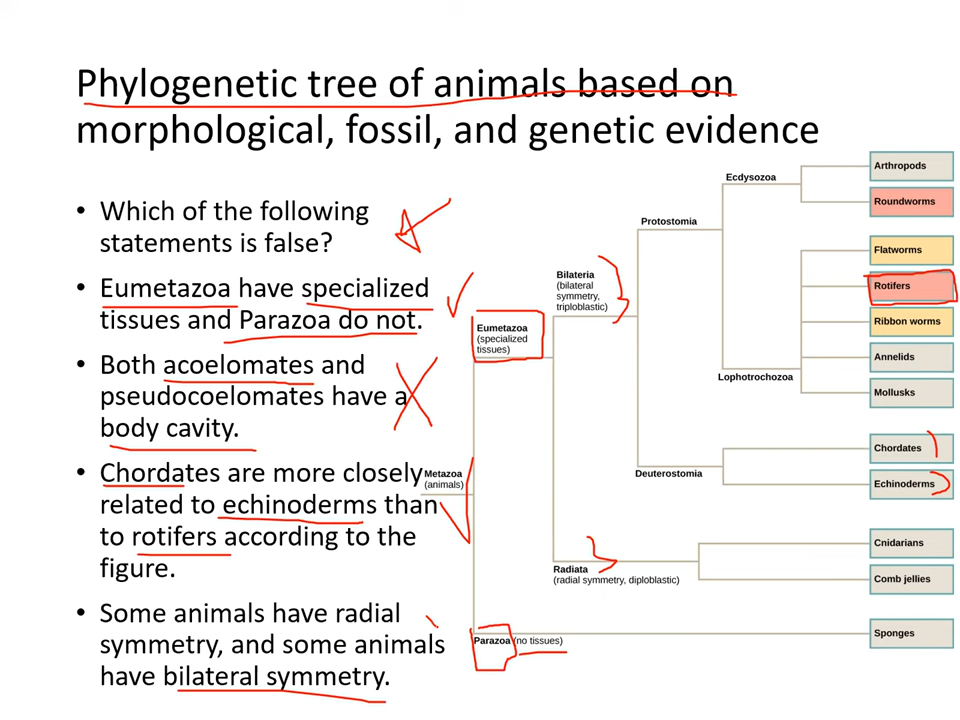 Phylogenetic tree of animals based on
morphological, fossil, and genetic evidence
• Which of the following
statements is false?
• Eumetazoa have specialized
tissues and Parazoa do not.
• Both acoelomates and
pseudocoelomates have a
body cavity.
• Chordates are more closely
related to echinoderms than
to rotifers according to the
figure.
• Some animals have radial
symmetry, and some animals
have bilateral symmetry.
Metazoa
(animals)
Eumetazoa
(specialized
tissues)
Parazoa (no tissues)
Bilateria
(bilateral
symmetry,
triploblastic)
Radiata
(radial symmetry, diploblastic)
Protostomia
Deuterostomia
Ecdysozoa
Lophotrochozoa
Arthropods
Roundworms
Flatworms
Rotifers
Ribbon worms
Annelids
Mollusks
Chordates
Echinoderms
Cnidarians
Comb jellies
Sponges